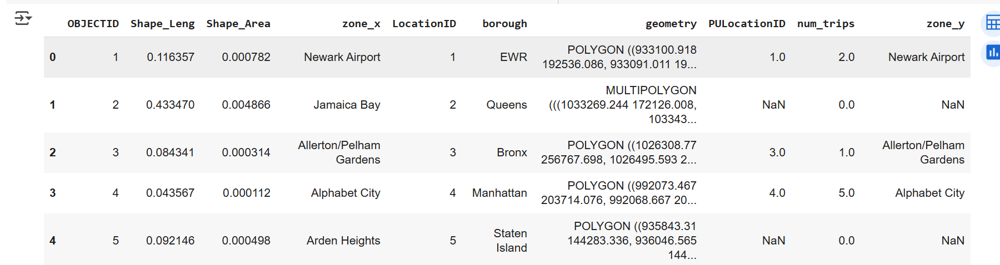 OBJECTID Shape_Leng Shape_Area zone_x LocationID borough geometry PULocationID num_trips zone_y
0 1 0.116357 0.000782 Newark Airport 1 EWR POLYGON ((933100.918 192536.086, 933091.011 19... 1.0 2.0 Newark Airport
1 2 0.433470 0.004866 Jamaica Bay 2 Queens MULTIPOLYGON (((1033269.244 172126.008, 103343... NaN 0.0 NaN
2 3 0.084341 0.000314 Allerton/Pelham Gardens 3 Bronx POLYGON ((1026308.77 256767.698, 1026495.593 2... 3.0 1.0 Allerton/Pelham Gardens
3 4 0.043567 0.000112 Alphabet City 4 Manhattan POLYGON ((992073.467 203714.076, 992068.667 20... 4.0 5.0 Alphabet City
4 5 0.092146 0.000498 Arden Heights 5 Staten Island POLYGON ((935843.31 144283.336, 936046.565 144... NaN 0.0 NaN